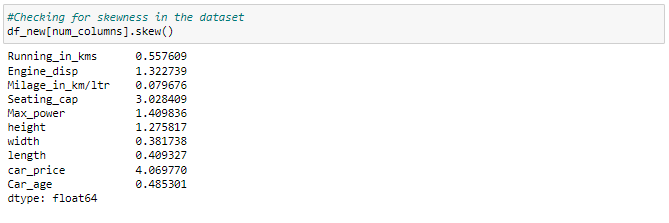 #Checking for skewness in the dataset
df_new[num_columns].skew()
Running_in_kms 0.557609
Engine_disp 1.322739
Milage_in_km/ltr 0.079676
Seating_cap 3.028409
Max_power 1.409836
height 1.275817
width 0.381738
length 0.409327
car_price 4.069770
Car_age 0.485301
dtype: float64